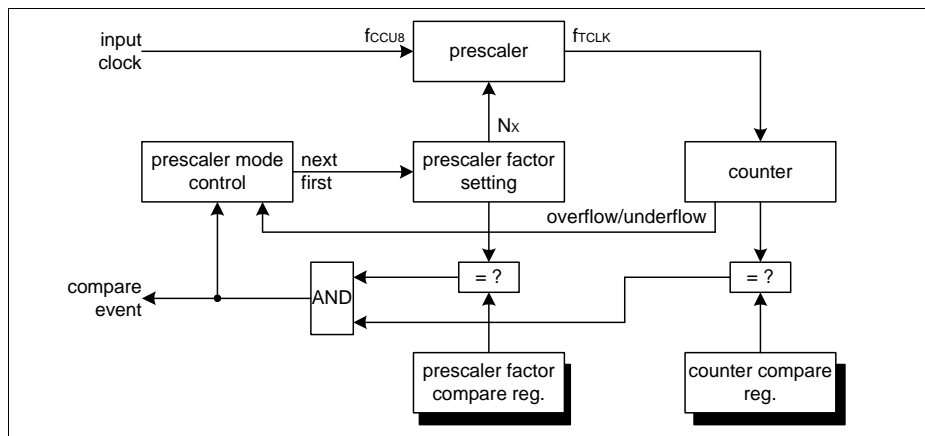 input
clock
fCCU8
prescaler
fTCLK
NX
prescaler mode
control
next
first
prescaler factor
setting
counter
overflow/underflow
compare
event
AND
= ?
= ?
prescaler factor
compare reg.
counter compare
reg.